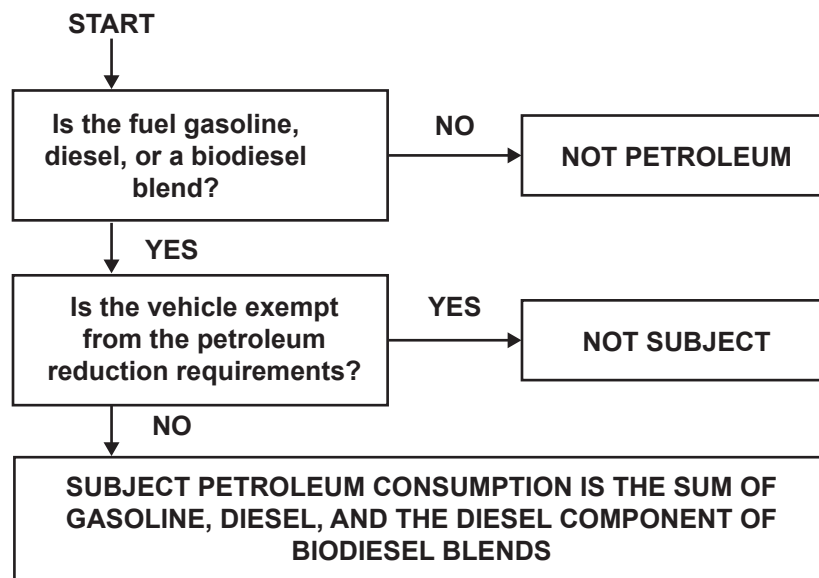 START
Is the fuel gasoline,
diesel, or a biodiesel
blend?
NO
NOT PETROLEUM
YES
Is the vehicle exempt
from the petroleum
reduction requirements?
YES
NOT SUBJECT
NO
SUBJECT PETROLEUM CONSUMPTION IS THE SUM OF
GASOLINE, DIESEL, AND THE DIESEL COMPONENT OF
BIODIESEL BLENDS